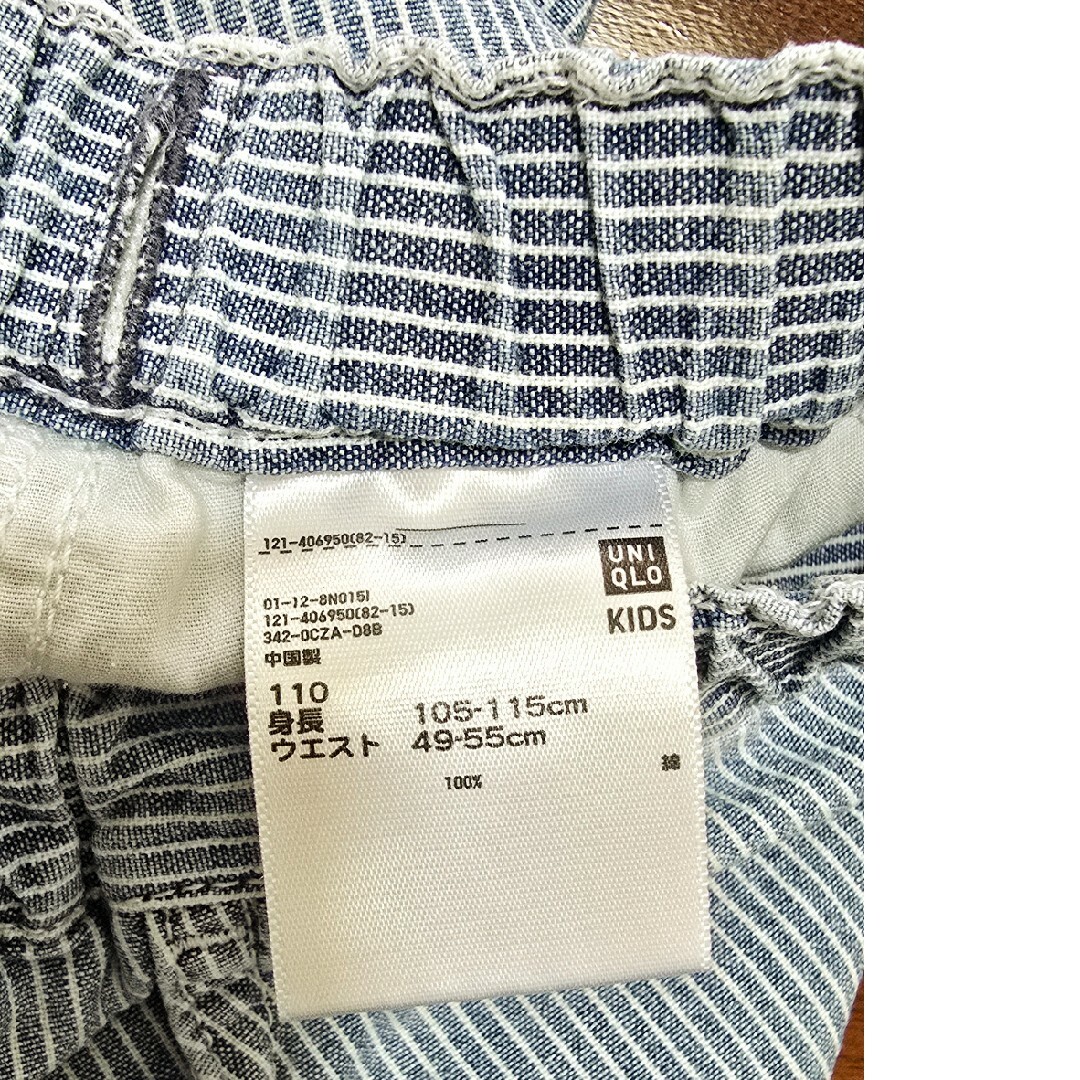 121-406950(82-15)
UNI
QLO
KIDS
01-12-8N015I
121-406950(82-15)
342-0CZA-D8B
中国製
110
身長 105-115cm
ウエスト 49-55cm
綿
100%